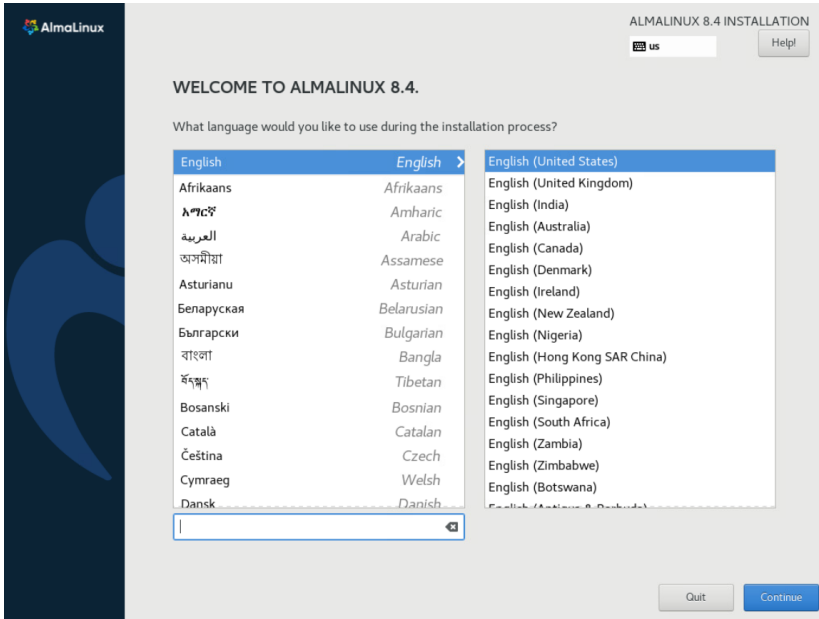 AlmaLinux
ALMALINUX 8.4 INSTALLATION
us
Help!
WELCOME TO ALMALINUX 8.4.
What language would you like to use during the installation process?
English English
Afrikaans Afrikaans
አማርኛ Amharic
العربية Arabic
অসমীয়া Assamese
Asturianu Asturian
Беларуская Belarusian
Български Bulgarian
বাংলা Bangla
བོད་སྐད་ Tibetan
Bosanski Bosnian
Català Catalan
Čeština Czech
Cymraeg Welsh
Dansk Danish
English (United States)
English (United Kingdom)
English (India)
English (Australia)
English (Canada)
English (Denmark)
English (Ireland)
English (New Zealand)
English (Nigeria)
English (Hong Kong SAR China)
English (Philippines)
English (Singapore)
English (South Africa)
English (Zambia)
English (Zimbabwe)
English (Botswana)
English (Antigua & Barbuda)
Quit
Continue